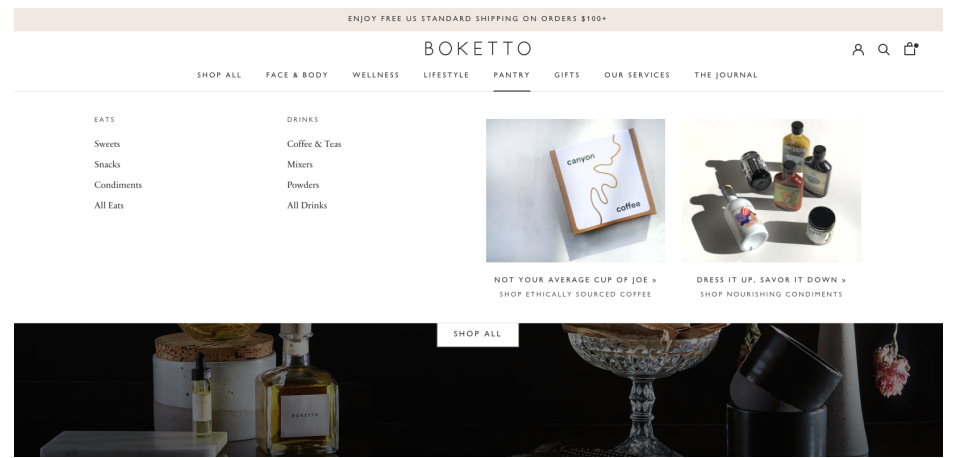 ENJOY FREE US STANDARD SHIPPING ON ORDERS $100+
BOKETTO
SHOP ALL FACE & BODY WELLNESS LIFESTYLE PANTRY GIFTS OUR SERVICES THE JOURNAL
EATS
Sweets
Snacks
Condiments
All Eats
DRINKS
Coffee & Teas
Mixers
Powders
All Drinks
canyon
coffee
NOT YOUR AVERAGE CUP OF JOE »
SHOP ETHICALLY SOURCED COFFEE
DRESS IT UP, SAVOR IT DOWN »
SHOP NOURISHING CONDIMENTS
SHOP ALL
BOKETTO